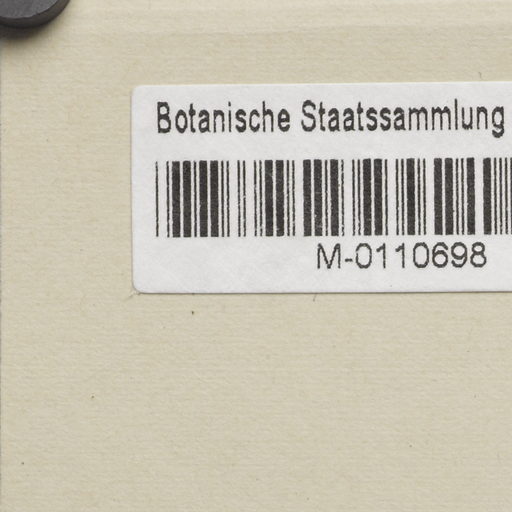 Botanische Staatssammlung
M-0110698